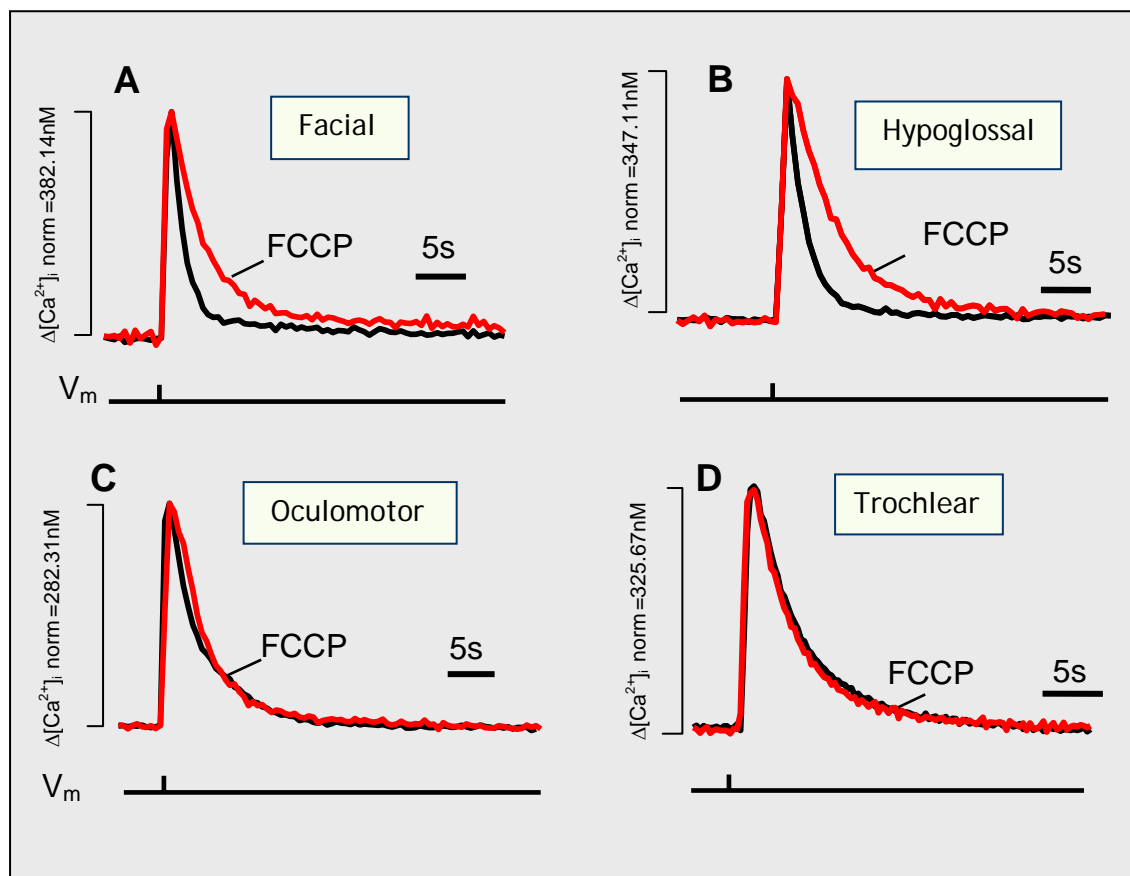 A
Facial
Δ[Ca²⁺]ᵢ norm =382.14nM
FCCP
5s
Vₘ
B
Hypoglossal
Δ[Ca²⁺]ᵢ norm =347.11nM
FCCP
5s
C
Oculomotor
Δ[Ca²⁺]ᵢ norm =282.31nM
FCCP
5s
Vₘ
D
Trochlear
Δ[Ca²⁺]ᵢ norm =325.67nM
FCCP
5s